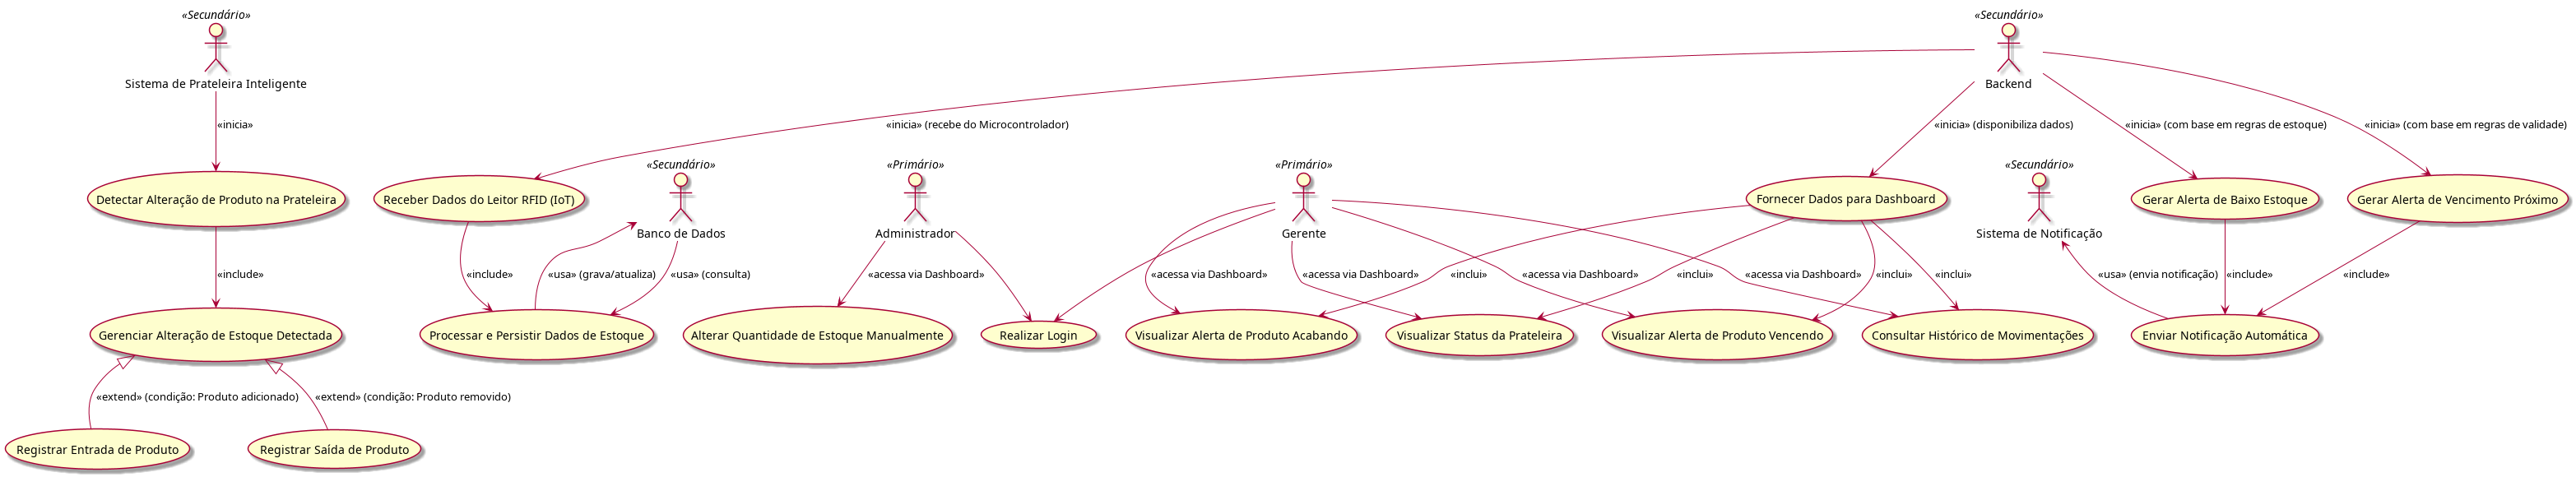 «Secundário»
Sistema de Prateleira Inteligente
«Secundário»
Backend
«inicia»
«inicia» (recebe do Microcontrolador)
«inicia» (disponibiliza dados)
«inicia» (com base em regras de estoque)
«inicia» (com base em regras de validade)
Detectar Alteração de Produto na Prateleira
Receber Dados do Leitor RFID (IoT)
«Secundário»
Banco de Dados
«Primário»
Administrador
«Primário»
Gerente
Fornecer Dados para Dashboard
«Secundário»
Sistema de Notificação
Gerar Alerta de Baixo Estoque
Gerar Alerta de Vencimento Próximo
«include»
«include»
«usa» (grava/atualiza)
«usa» (consulta)
«acessa via Dashboard»
«acessa via Dashboard»
«acessa via Dashboard»
«inclui»
«acessa via Dashboard»
«inclui»
«acessa via Dashboard»
«inclui»
«inclui»
«usa» (envia notificação)
«include»
«include»
Gerenciar Alteração de Estoque Detectada
Processar e Persistir Dados de Estoque
Alterar Quantidade de Estoque Manualmente
Realizar Login
Visualizar Alerta de Produto Acabando
Visualizar Status da Prateleira
Visualizar Alerta de Produto Vencendo
Consultar Histórico de Movimentações
Enviar Notificação Automática
«extend» (condição: Produto adicionado)
«extend» (condição: Produto removido)
Registrar Entrada de Produto
Registrar Saída de Produto